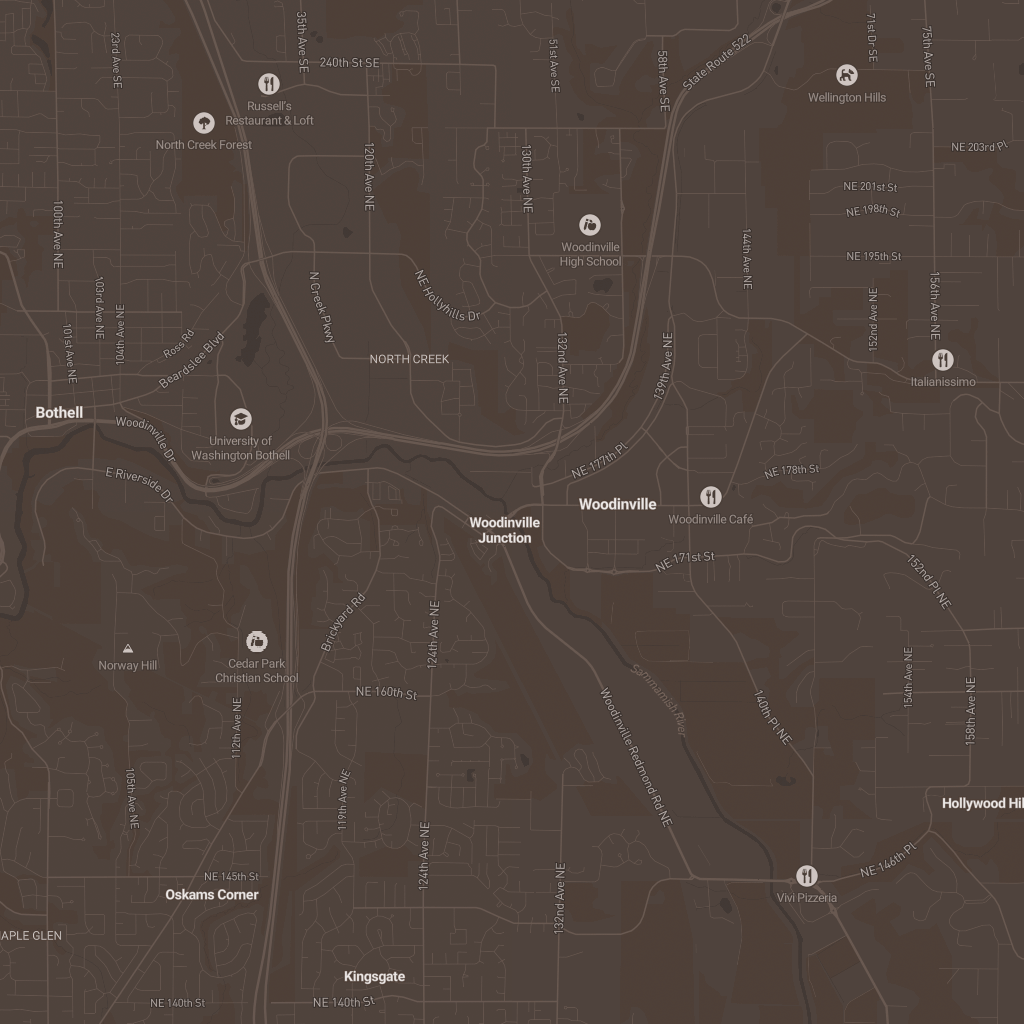 23rd Ave SE
35th Ave SE
240th St SE
51st Ave SE
58th Ave SE
State Route 522
71st Dr SE
75th Ave SE
Russell's
Restaurant & Loft
Wellington Hills
North Creek Forest
NE 203rd Pl
100th Ave NE
120th Ave NE
130th Ave NE
NE 201st St
NE 198th St
Woodinville
High School
144th Ave NE
NE 195th St
103rd Ave NE
104th Ave NE
101st Ave NE
N Creek Pkwy
NE Hollyhills Dr
152nd Ave NE
156th Ave NE
Ross Rd
Beardslee Blvd
NORTH CREEK
132nd Ave NE
139th Ave NE
Italianissimo
Bothell
Woodinville Dr
University of
Washington Bothell
E Riverside Dr
NE 177th Pl
NE 178th St
Woodinville
Woodinville Café
Woodinville
Junction
NE 171st St
152nd Pl NE
Brickyard Rd
124th Ave NE
Norway Hill
Cedar Park
Christian School
Sammamish River
154th Ave NE
158th Ave NE
NE 160th St
112th Ave NE
140th Pl NE
Woodinville Redmond Rd NE
105th Ave NE
119th Ave NE
Hollywood Hil
124th Ave NE
132nd Ave NE
NE 146th Pl
NE 145th St
Oskams Corner
Vivi Pizzeria
APLE GLEN
Kingsgate
NE 140th St
NE 140th St